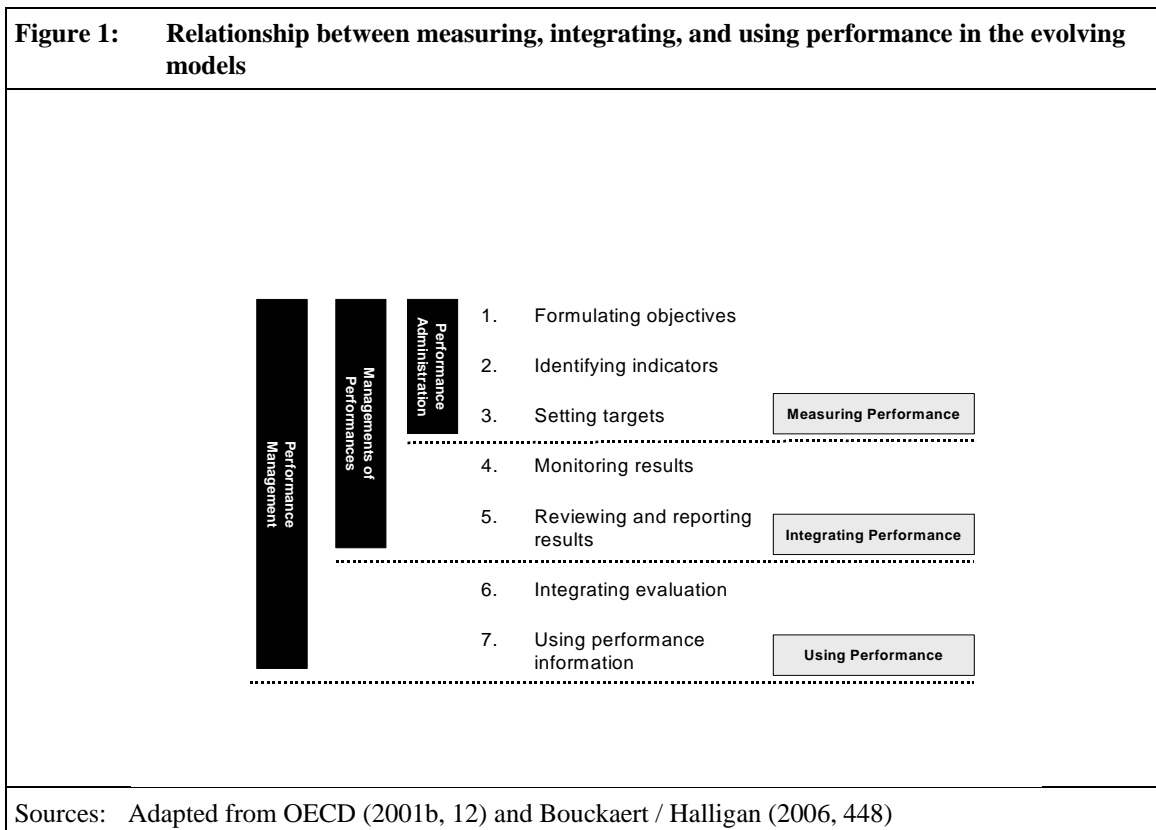 Figure 1: Relationship between measuring, integrating, and using performance in the evolving
models
Performance
Management
Managements of
Performances
Performance
Administration
1. Formulating objectives
2. Identifying indicators
3. Setting targets
Measuring Performance
4. Monitoring results
5. Reviewing and reporting
results
Integrating Performance
6. Integrating evaluation
7. Using performance
information
Using Performance
Sources: Adapted from OECD (2001b, 12) and Bouckaert / Halligan (2006, 448)